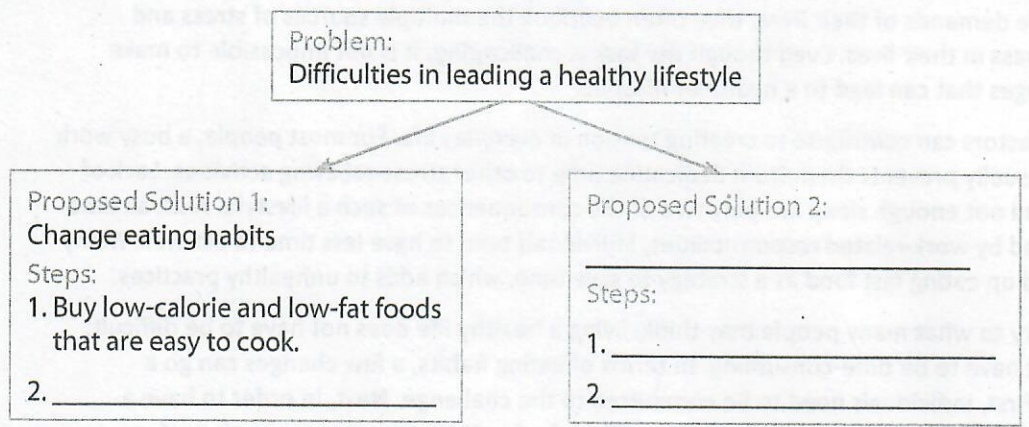 Problem:
Difficulties in leading a healthy lifestyle
Proposed Solution 1:
Change eating habits
Steps:
1. Buy low-calorie and low-fat foods
that are easy to cook.
2.
Proposed Solution 2:
Steps:
1.
2.